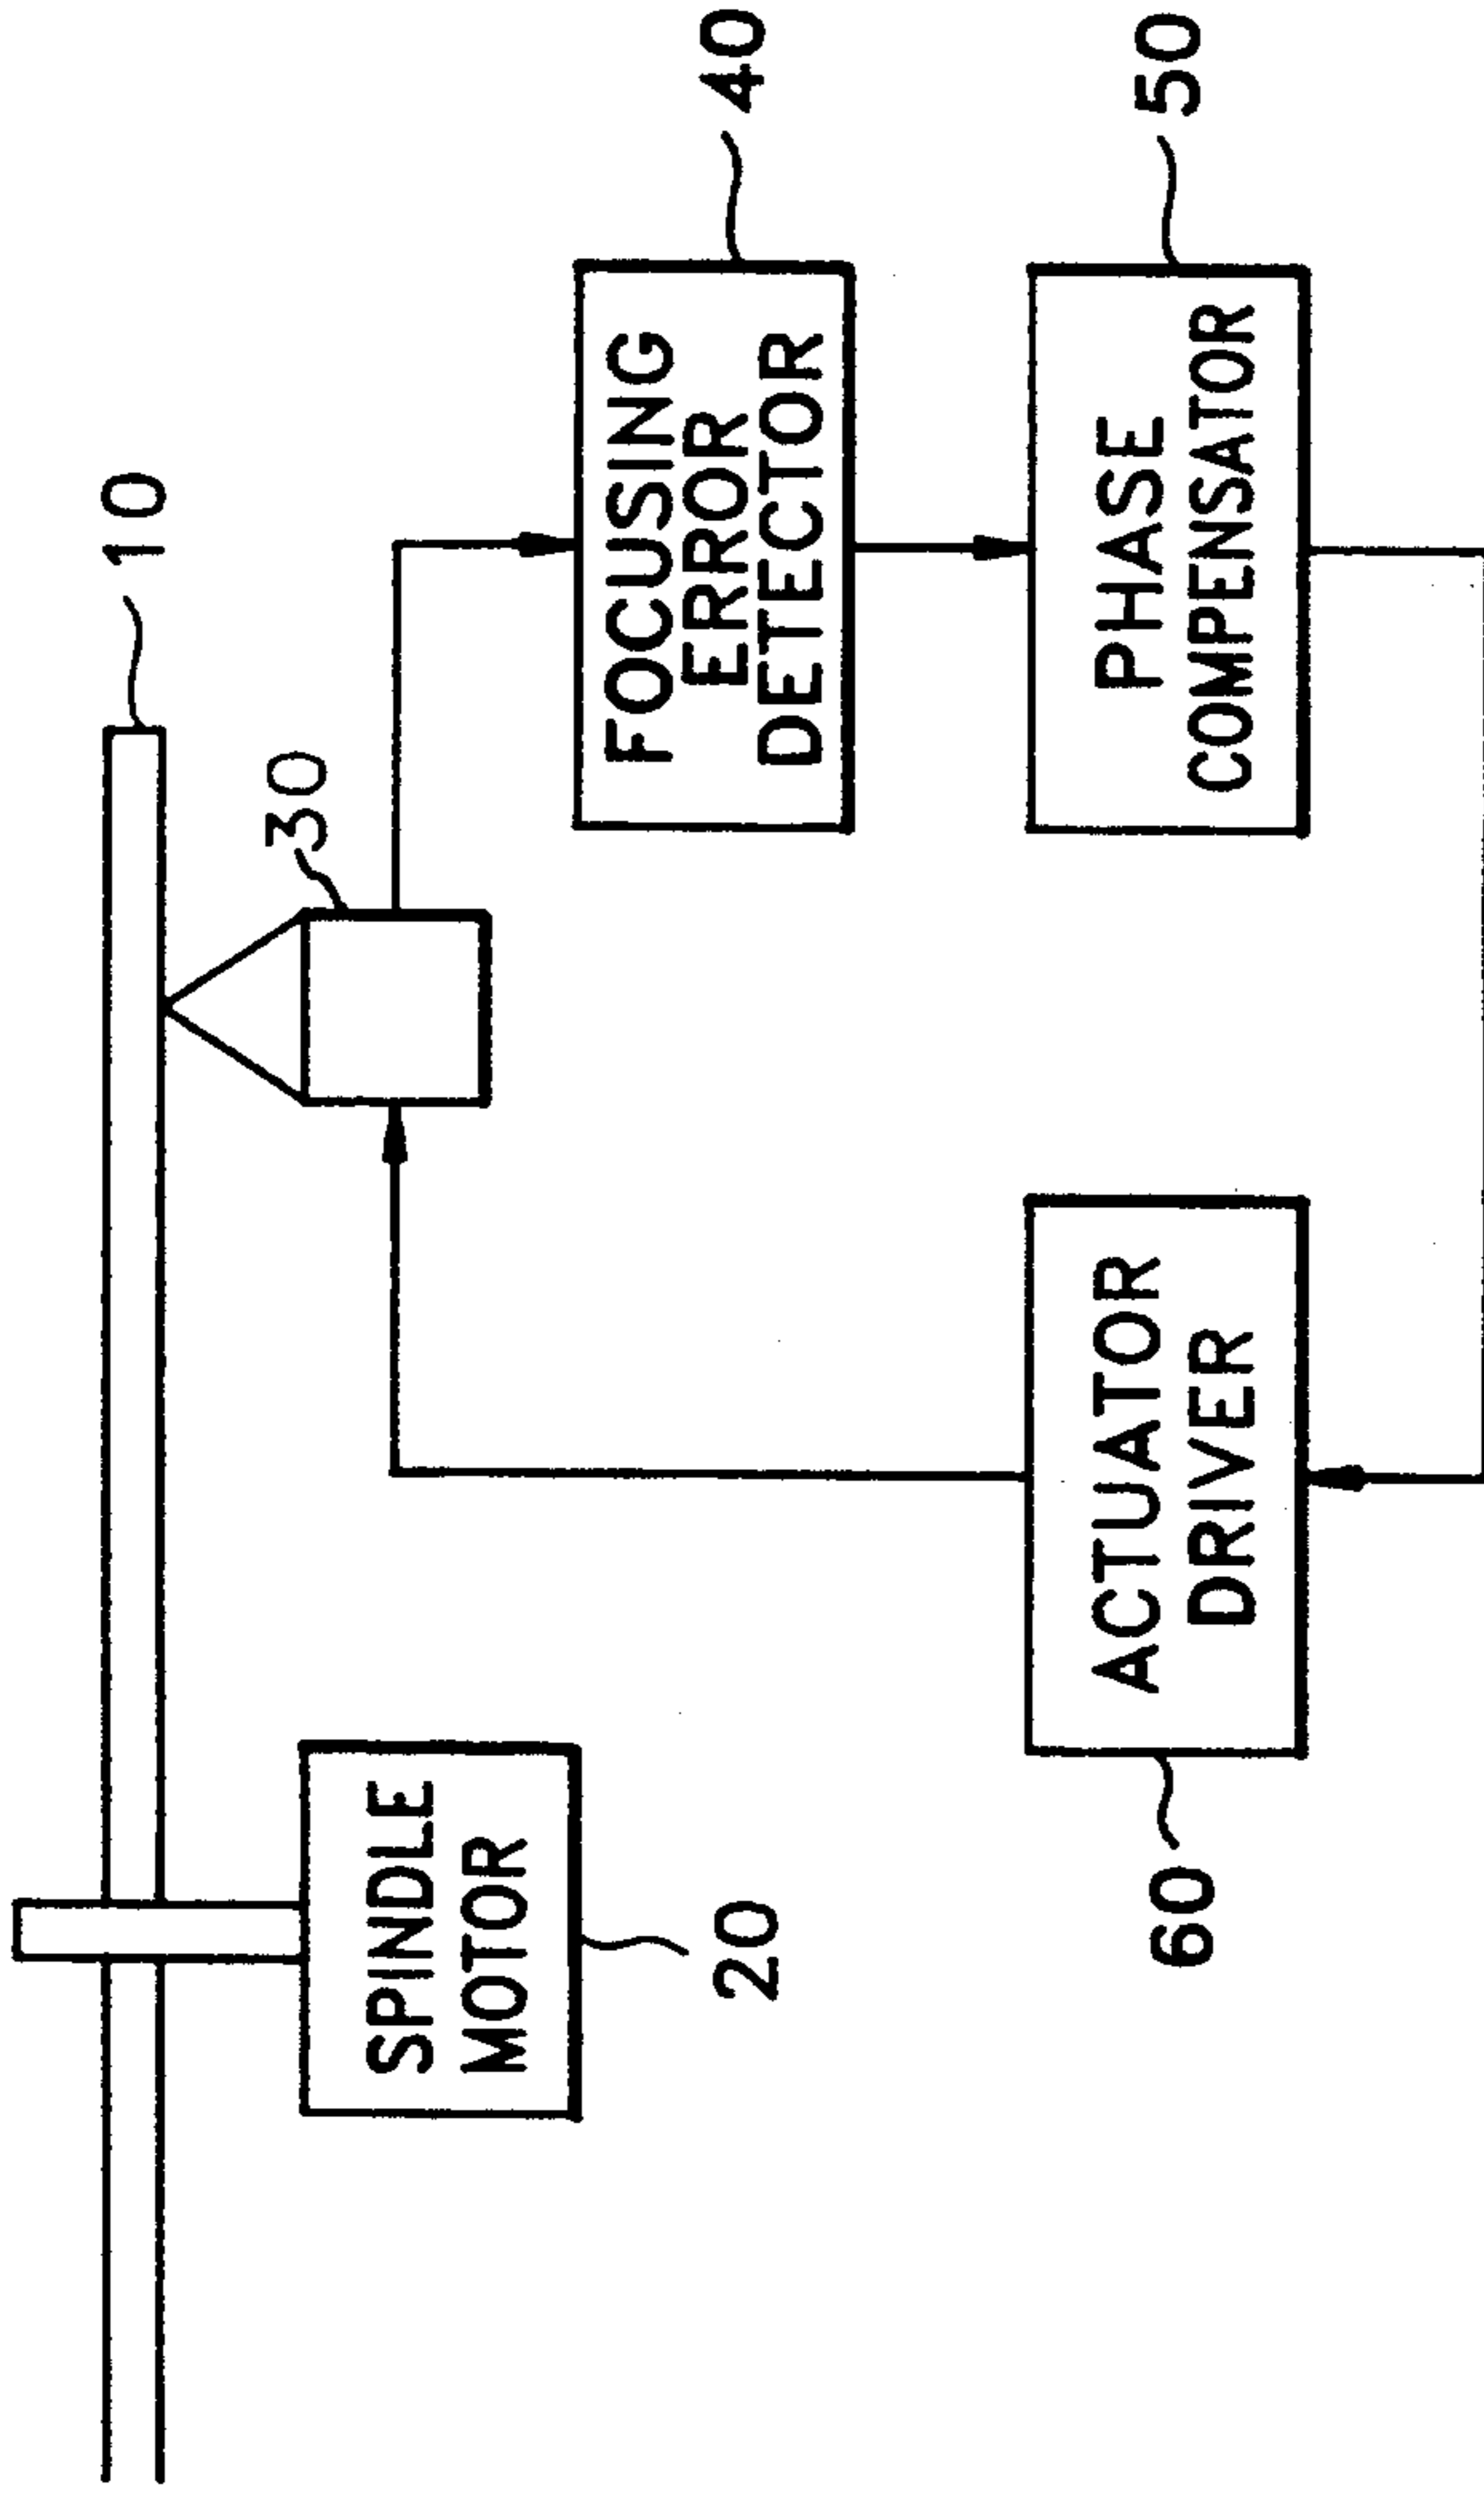 10
30
FOCUSING
ERROR
DETECTOR
40
PHASE
COMPENSATOR
50
SPINDLE
MOTOR
20
ACTUATOR
DRIVER
60